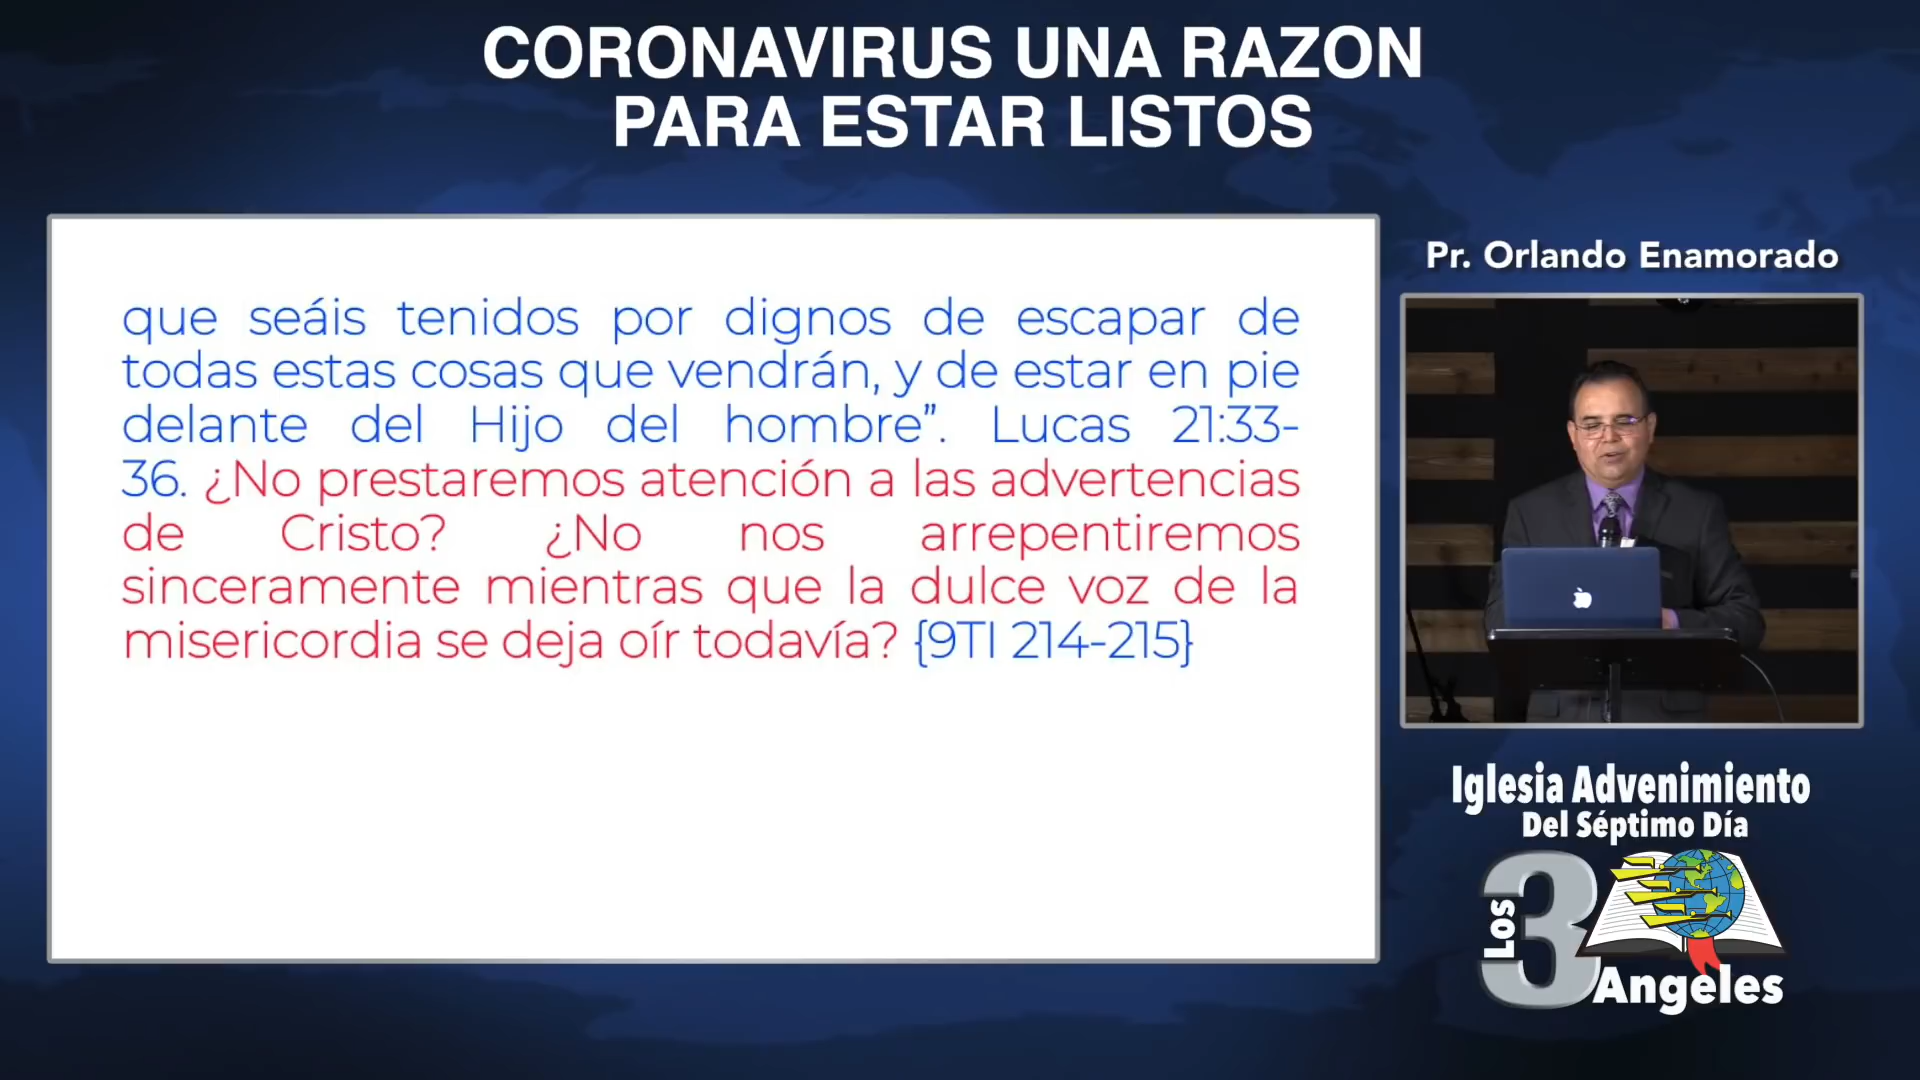 CORONAVIRUS UNA RAZON
PARA ESTAR LISTOS
que seáis tenidos por dignos de escapar de
todas estas cosas que vendrán, y de estar en pie
delante del Hijo del hombre”. Lucas 21:33-
36. ¿No prestaremos atención a las advertencias
de Cristo? ¿No nos arrepentiremos
sinceramente mientras que la dulce voz de la
misericordia se deja oír todavía? {9TI 214-215}
Pr. Orlando Enamorado
Iglesia Advenimiento
Del Séptimo Día
Los
3
Angeles